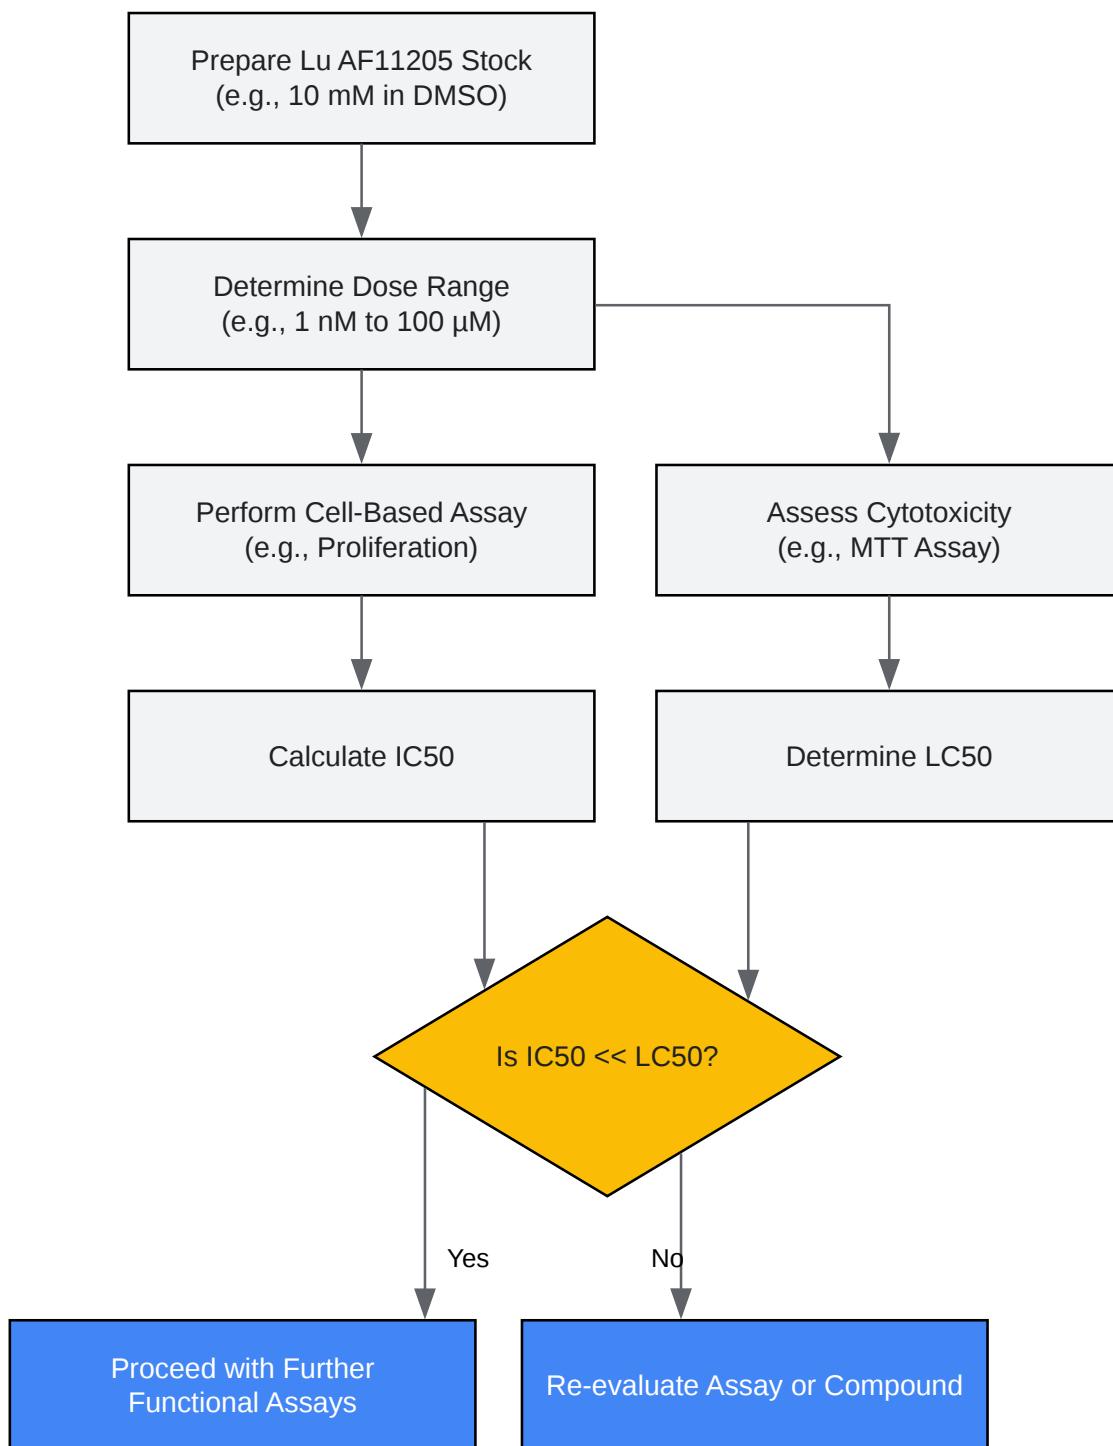 Prepare Lu AF11205 Stock
(e.g., 10 mM in DMSO)
Determine Dose Range
(e.g., 1 nM to 100 µM)
Perform Cell-Based Assay
(e.g., Proliferation)
Assess Cytotoxicity
(e.g., MTT Assay)
Calculate IC50
Determine LC50
Is IC50 << LC50?
Yes
No
Proceed with Further
Functional Assays
Re-evaluate Assay or Compound